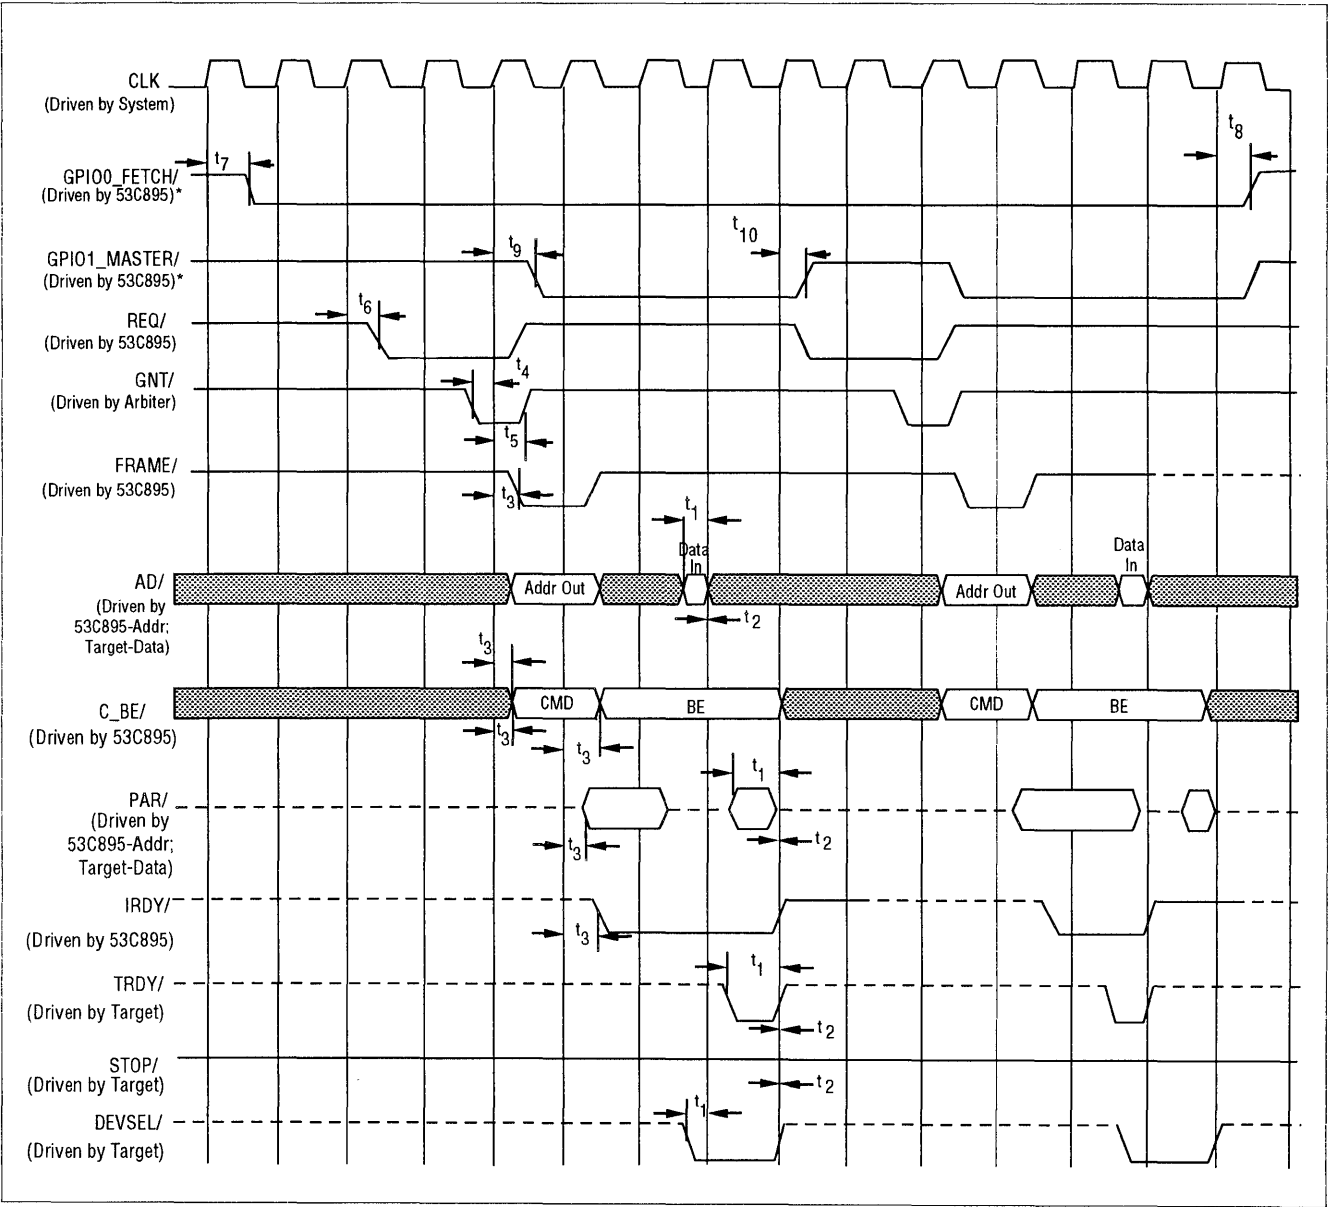 CLK
(Driven by System)
t8
t7
GPIO0_FETCH/
(Driven by 53C895)*
t9
t10
GPIO1_MASTER/
(Driven by 53C895)*
t6
REQ/
(Driven by 53C895)
t4
GNT/
(Driven by Arbiter)
t5
FRAME/
(Driven by 53C895)
t3
t1
Data
In
Data
In
AD/
Addr Out
Addr Out
(Driven by
53C895-Addr;
Target-Data)
t2
t3
C_BE/
CMD
BE
CMD
BE
(Driven by 53C895)
t3
t3
t1
PAR/
(Driven by
53C895-Addr;
Target-Data)
t3
t2
IRDY/
(Driven by 53C895)
t3
t1
TRDY/
(Driven by Target)
t2
STOP/
(Driven by Target)
t2
t1
DEVSEL/
(Driven by Target)